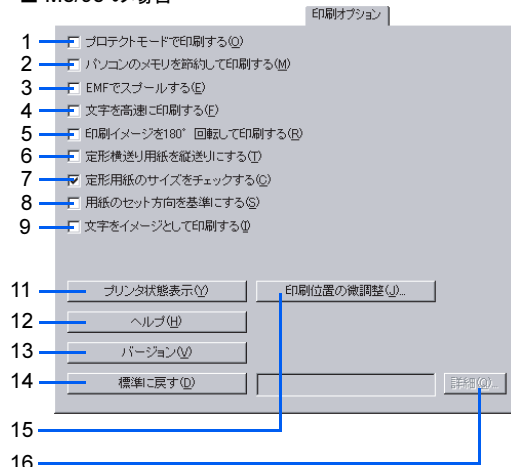 ■ Me/98 の場合
印刷オプション
1 プロテクトモードで印刷する(O)
2 パソコンのメモリを節約して印刷する(M)
3 EMFでスプールする(E)
4 文字を高速に印刷する(F)
5 印刷イメージを180°回転して印刷する(R)
6 定形横送り用紙を縦送りにする(T)
7 定形用紙のサイズをチェックする(C)
8 用紙のセット方向を基準にする(S)
9 文字をイメージとして印刷する(I)
11 プリンタ状態表示(Y) 印刷位置の微調整(J)...
12 ヘルプ(H)
13 バージョン(V)
14 標準に戻す(D) 詳細(Q)...
15
16